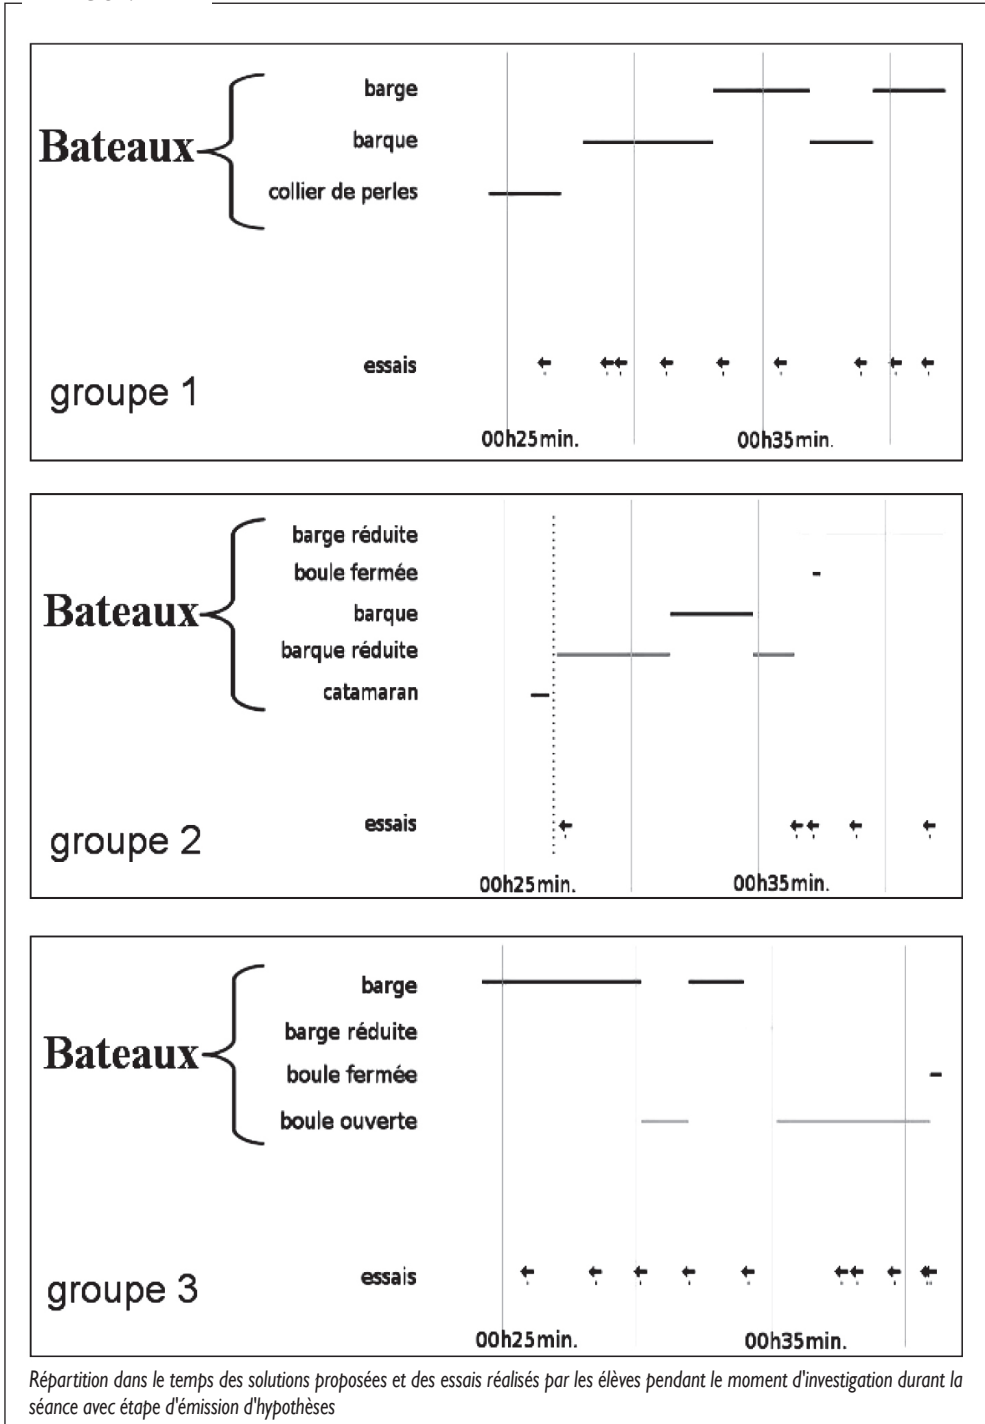 barge
Bateaux
barque
collier de perles
essais
groupe 1
00h25min.
00h35min.
barge réduite
boule fermée
Bateaux
barque
barque réduite
catamaran
essais
groupe 2
00h25min.
00h35min.
barge
barge réduite
Bateaux
boule fermée
boule ouverte
essais
groupe 3
00h25min.
00h35min.
Répartition dans le temps des solutions proposées et des essais réalisés par les élèves pendant le moment d'investigation durant la
séance avec étape d'émission d'hypothèses